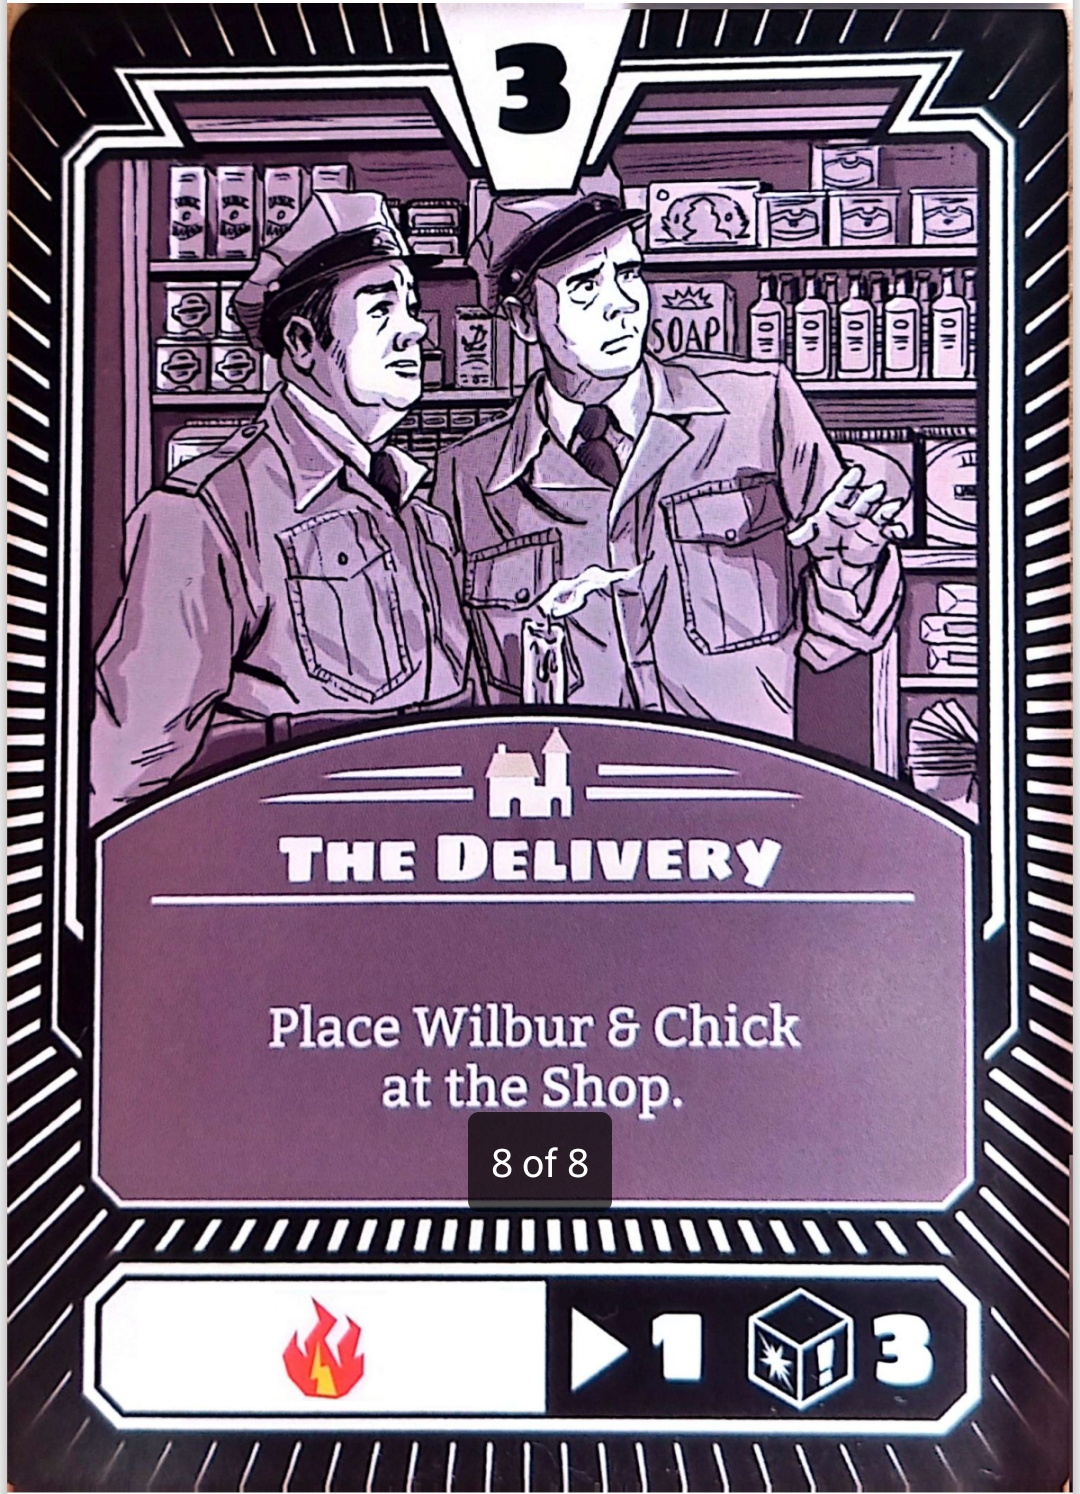 3
SOAP
THE DELIVERY
Place Wilbur & Chick
at the Shop.
8 of 8
1 ! 3